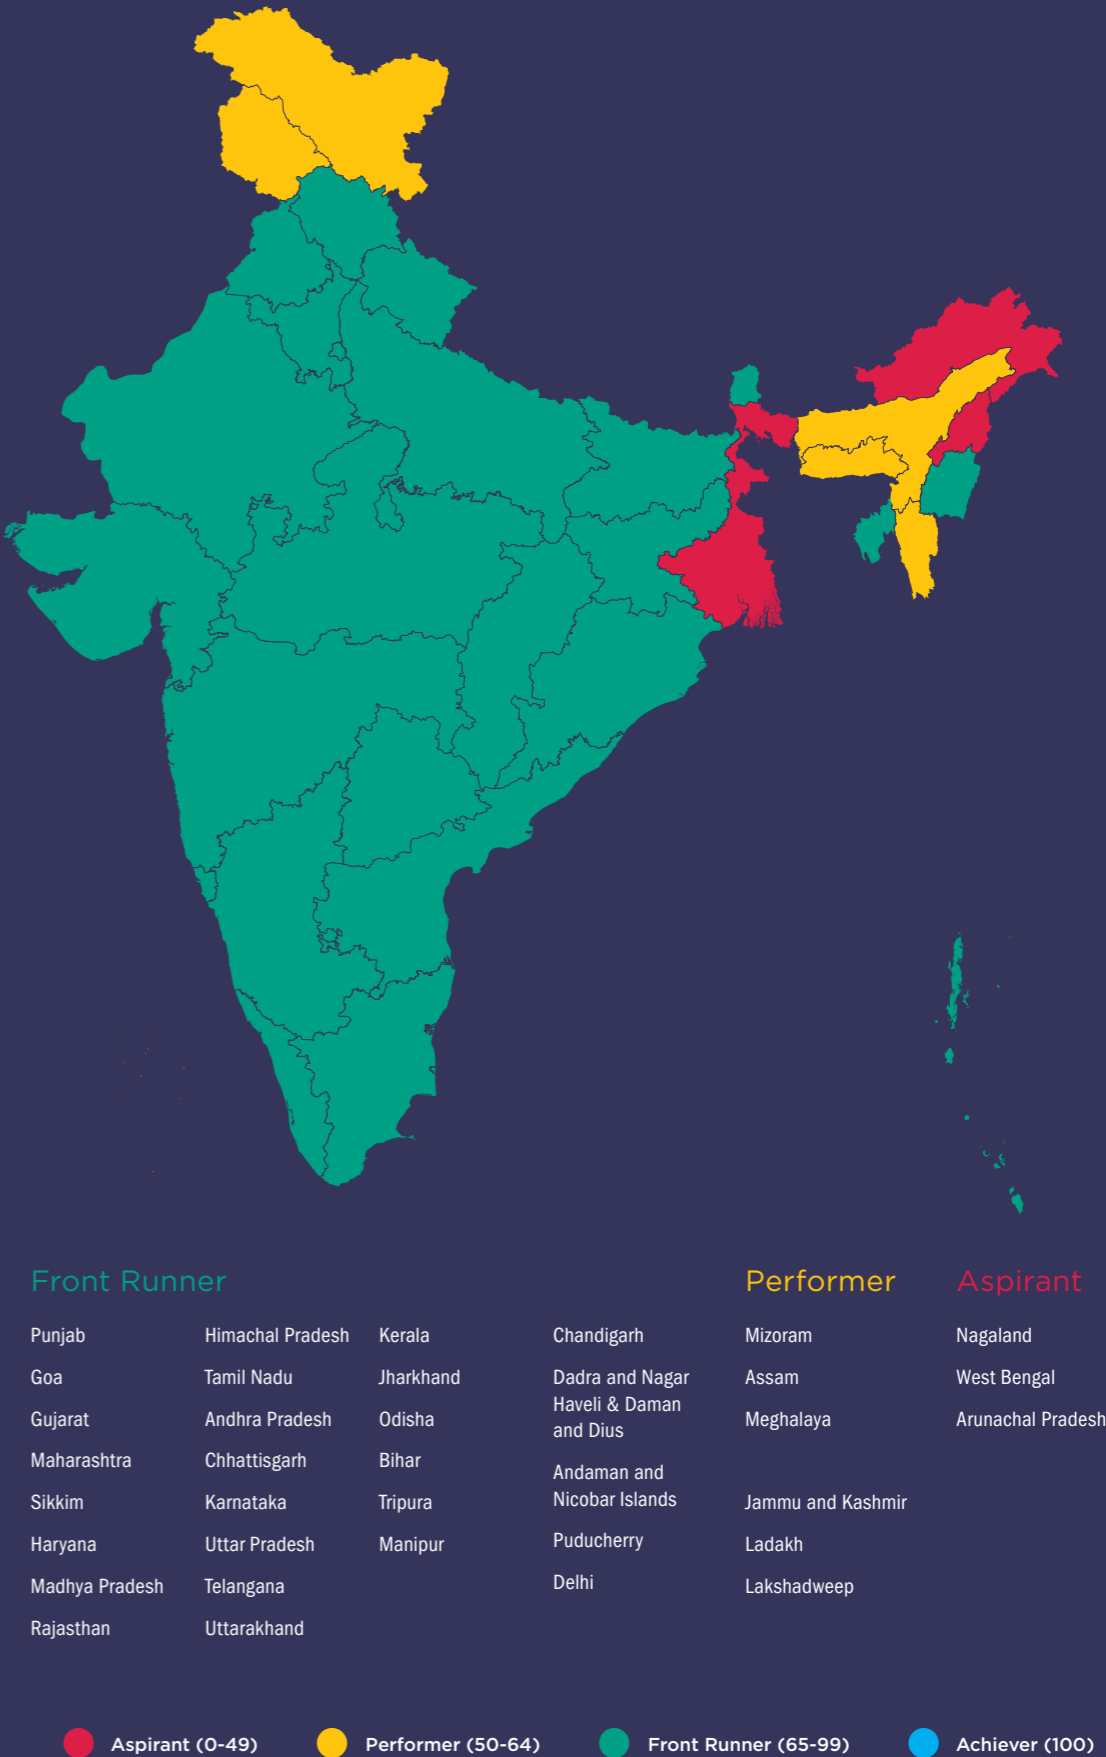 Front Runner
Punjab
Goa
Gujarat
Maharashtra
Sikkim
Haryana
Madhya Pradesh
Rajasthan
Himachal Pradesh
Tamil Nadu
Andhra Pradesh
Chhattisgarh
Karnataka
Uttar Pradesh
Telangana
Uttarakhand
Kerala
Jharkhand
Odisha
Bihar
Tripura
Manipur
Chandigarh
Dadra and Nagar
Haveli & Daman
and Dius
Andaman and
Nicobar Islands
Puducherry
Delhi
Performer
Mizoram
Assam
Meghalaya
Jammu and Kashmir
Ladakh
Lakshadweep
Aspirant
Nagaland
West Bengal
Arunachal Pradesh
Aspirant (0-49)
Performer (50-64)
Front Runner (65-99)
Achiever (100)